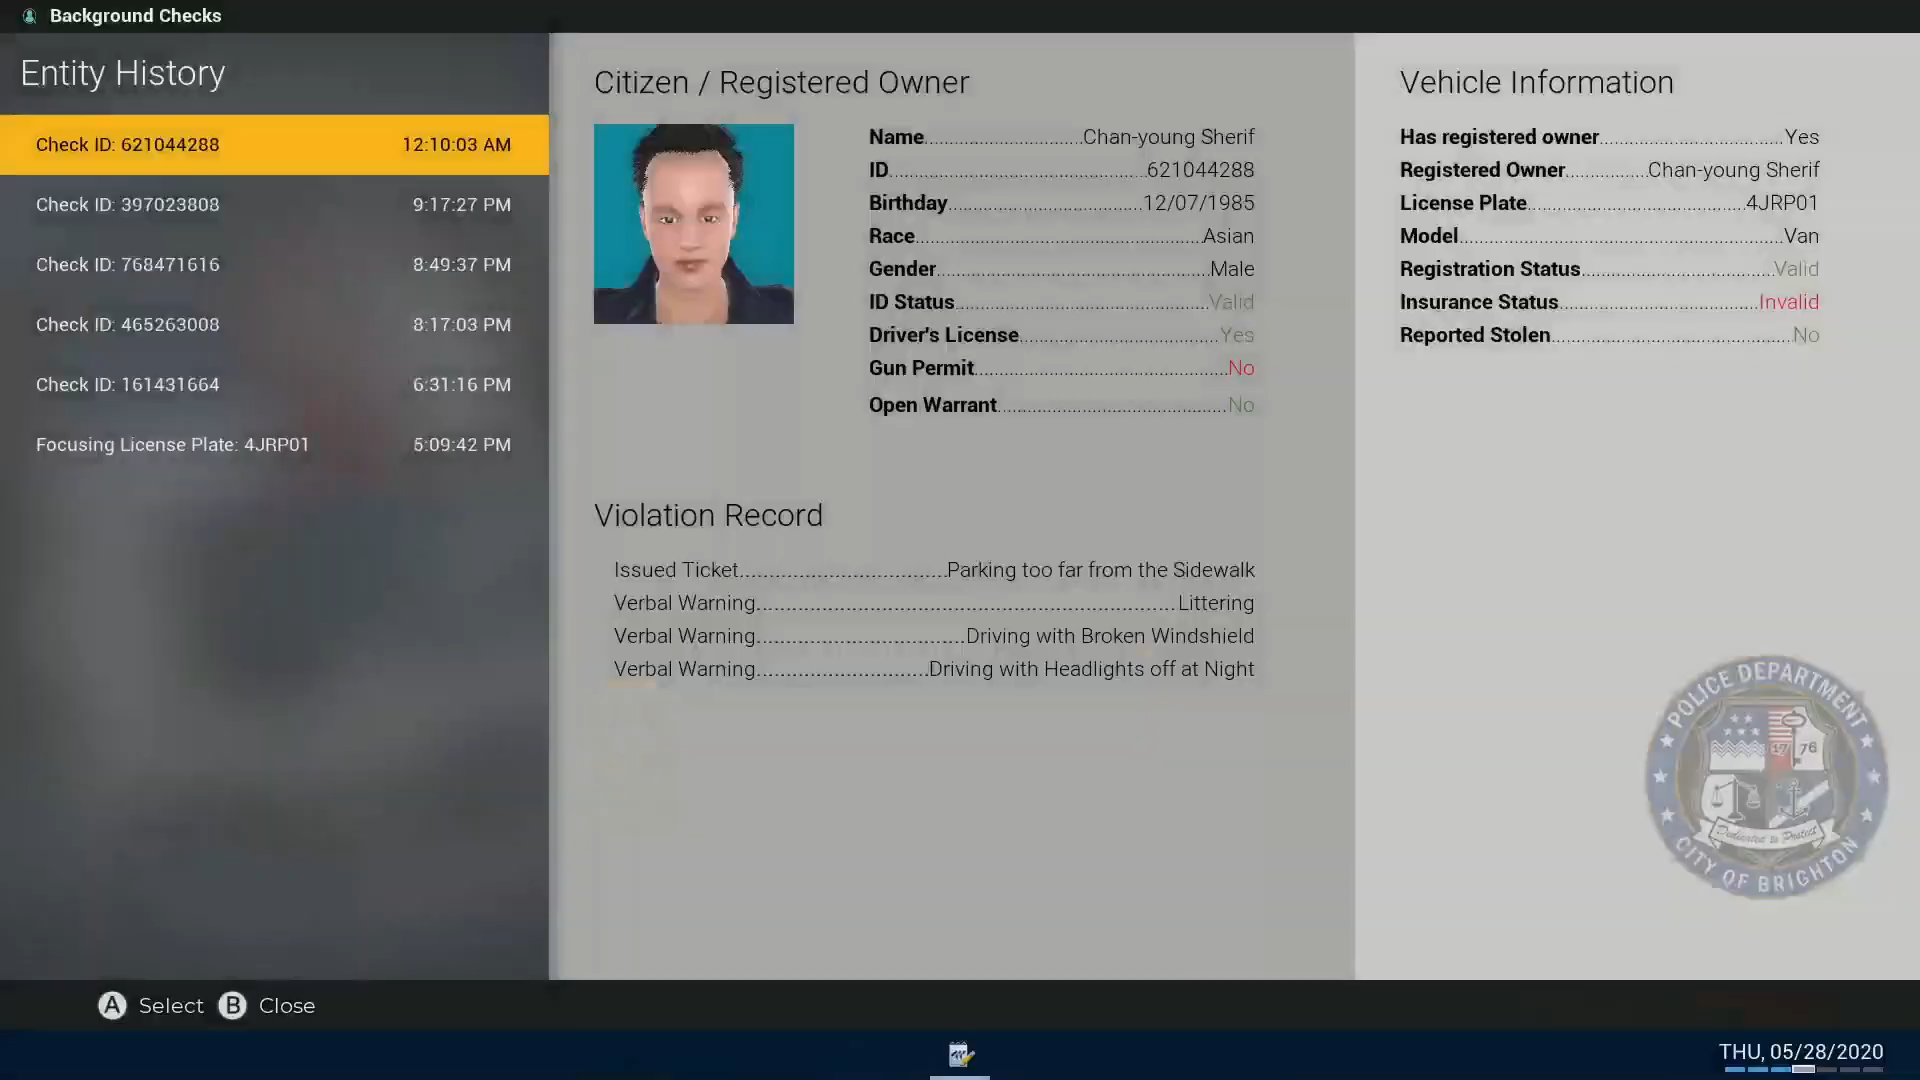 Background Checks
Entity History
Check ID: 621044288 12:10:03 AM
Check ID: 397023808 9:17:27 PM
Check ID: 768471616 8:49:37 PM
Check ID: 465263008 8:17:03 PM
Check ID: 161431664 6:31:16 PM
Focusing License Plate: 4JRP01 5:09:42 PM
Citizen / Registered Owner
Name Chan-young Sherif
ID 621044288
Birthday 12/07/1985
Race Asian
Gender Male
ID Status Valid
Driver's License Yes
Gun Permit No
Open Warrant No
Violation Record
Issued Ticket Parking too far from the Sidewalk
Verbal Warning Littering
Verbal Warning Driving with Broken Windshield
Verbal Warning Driving with Headlights off at Night
Vehicle Information
Has registered owner Yes
Registered Owner Chan-young Sherif
License Plate 4JRP01
Model Van
Registration Status Valid
Insurance Status Invalid
Reported Stolen No
POLICE DEPARTMENT
17 76
Dedicated to Protect
CITY OF BRIGHTON
A Select B Close
THU, 05/28/2020